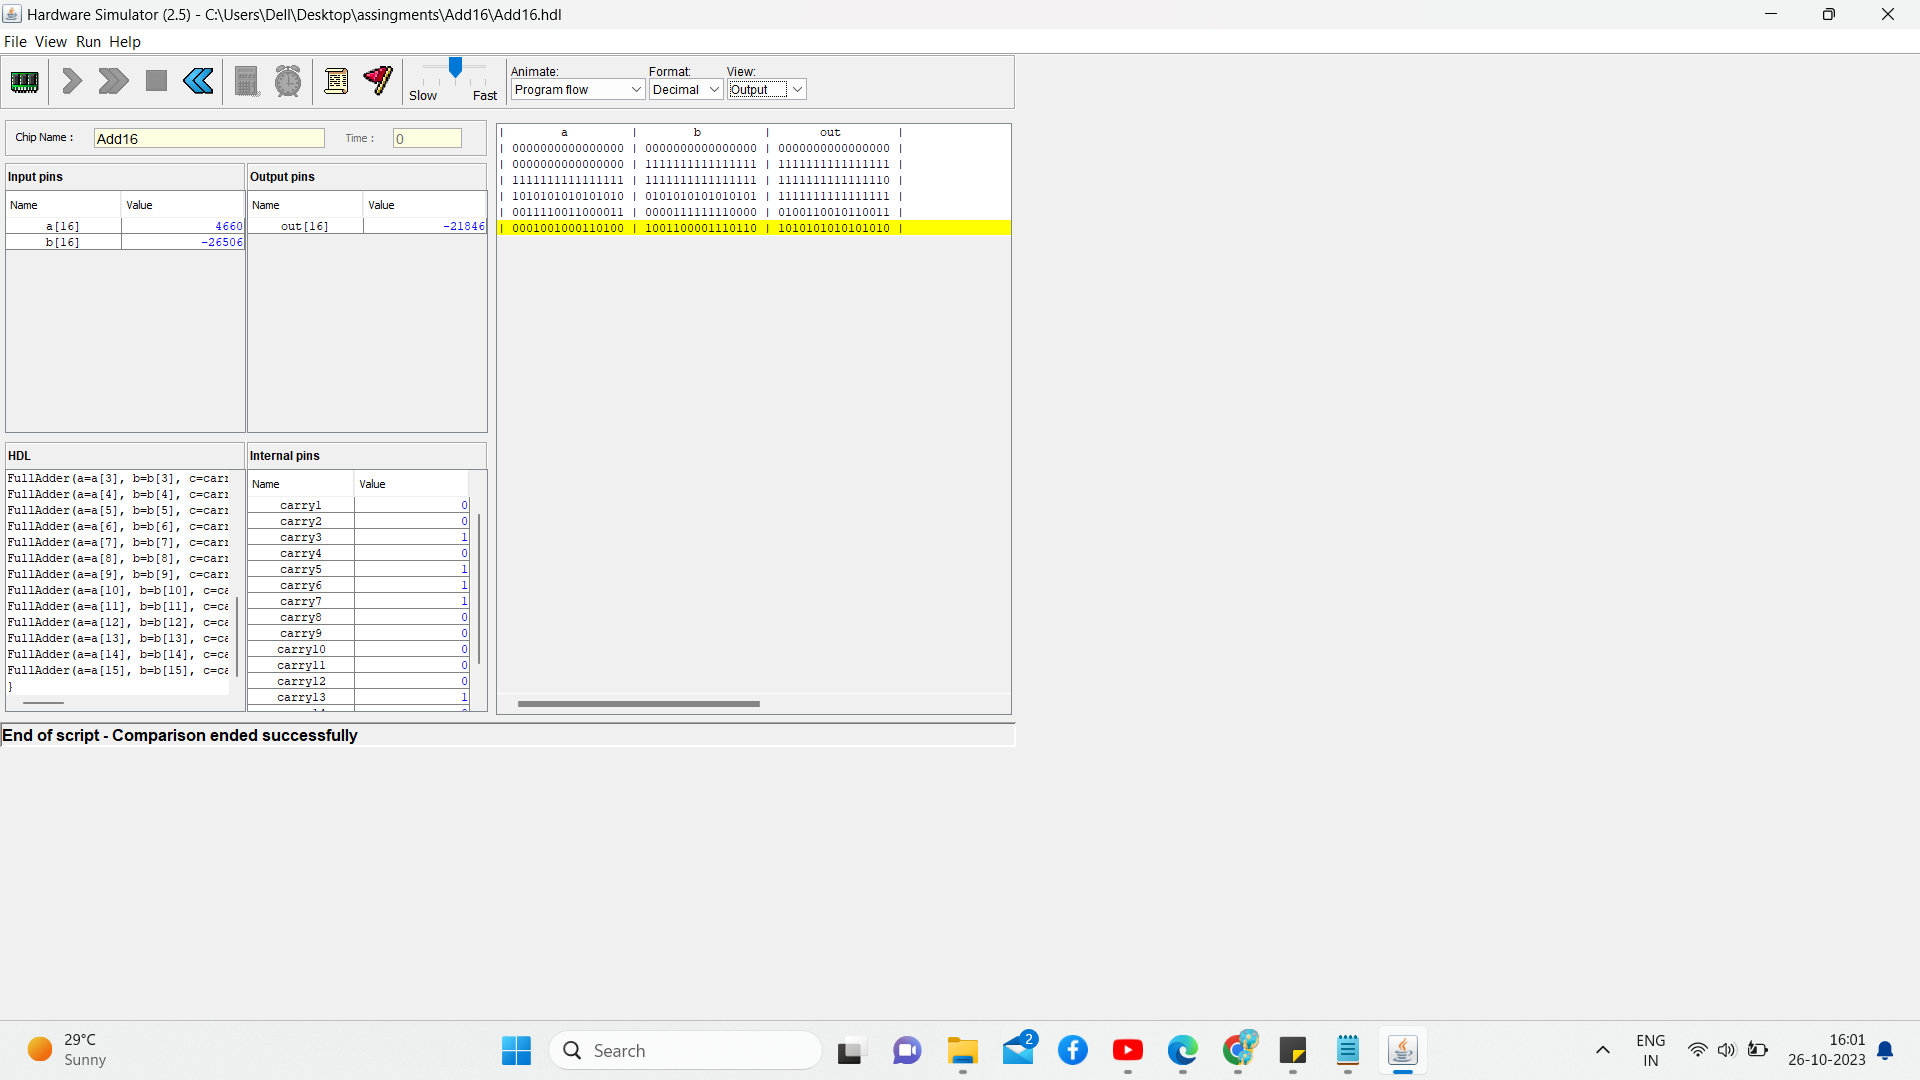 Hardware Simulator (2.5) - C:\Users\Dell\Desktop\assingments\Add16\Add16.hdl
File View Run Help
Slow Fast
Animate: Format: View:
Program flow Decimal Output
Chip Name : Add16 Time : 0
Input pins
Name Value
a[16] 4660
b[16] -26506
Output pins
Name Value
out[16] -21846
HDL
FullAdder(a=a[3], b=b[3], c=carr
FullAdder(a=a[4], b=b[4], c=carr
FullAdder(a=a[5], b=b[5], c=carr
FullAdder(a=a[6], b=b[6], c=carr
FullAdder(a=a[7], b=b[7], c=carr
FullAdder(a=a[8], b=b[8], c=carr
FullAdder(a=a[9], b=b[9], c=carr
FullAdder(a=a[10], b=b[10], c=ca
FullAdder(a=a[11], b=b[11], c=ca
FullAdder(a=a[12], b=b[12], c=ca
FullAdder(a=a[13], b=b[13], c=ca
FullAdder(a=a[14], b=b[14], c=ca
FullAdder(a=a[15], b=b[15], c=ca
}
Internal pins
Name Value
carry1 0
carry2 0
carry3 1
carry4 0
carry5 1
carry6 1
carry7 1
carry8 0
carry9 0
carry10 0
carry11 0
carry12 0
carry13 1
| a | b | out |
| 0000000000000000 | 0000000000000000 | 0000000000000000 |
| 0000000000000000 | 1111111111111111 | 1111111111111111 |
| 1111111111111111 | 1111111111111111 | 1111111111111110 |
| 1010101010101010 | 0101010101010101 | 1111111111111111 |
| 0011110011000011 | 0000111111110000 | 0100110010110011 |
| 0001001000110100 | 1001100001110110 | 1010101010101010 |
End of script - Comparison ended successfully
29°C
Sunny
Search
2
ENG
IN
16:01
26-10-2023